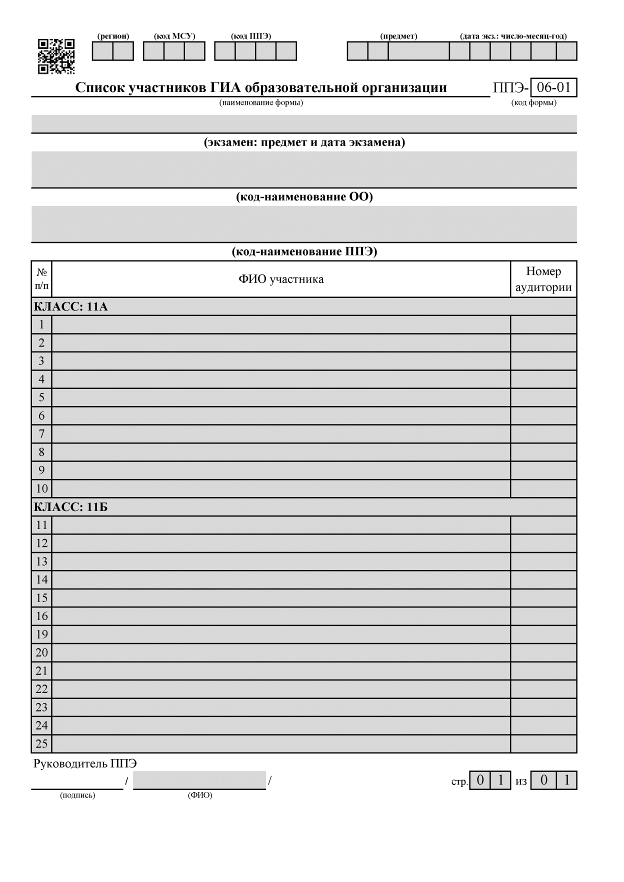 (регион) (код МСУ) (код ППЭ) (предмет) (дата экз.: число-месяц-год)
Список участников ГИА образовательной организации ППЭ- 06-01
(наименование формы) (код формы)
(экзамен: предмет и дата экзамена)
(код-наименование ОО)
(код-наименование ППЭ)
№ п/п ФИО участника Номер аудитории
КЛАСС: 11А
1
2
3
4
5
6
7
8
9
10
КЛАСС: 11Б
11
12
13
14
15
16
19
20
21
22
23
24
25
Руководитель ППЭ
/ / стр. 0 1 из 0 1
(подпись) (ФИО)